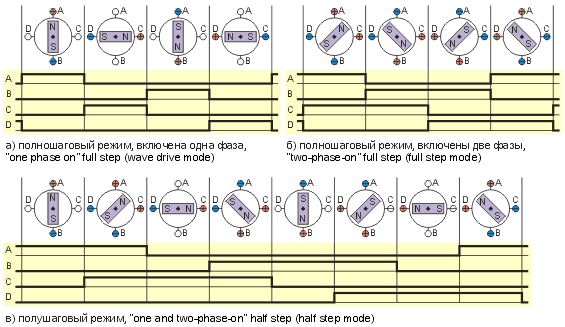 A A A A A A A A
D C D C D C D C D C D C D C D C
N S S N S N N S N S N S S N S N
B B B B B B B B
A A
B B
C C
D D
а) полношаговый режим, включена одна фаза, б) полношаговый режим, включены две фазы,
"one phase on" full step (wave drive mode) "two-phase-on" full step (full step mode)
A A A A A A A A
D C D C D C D C D C D C D C D C
B B B B B B B B
A
B
C
D
в) полушаговый режим, "one and two-phase-on" half step (half step mode)